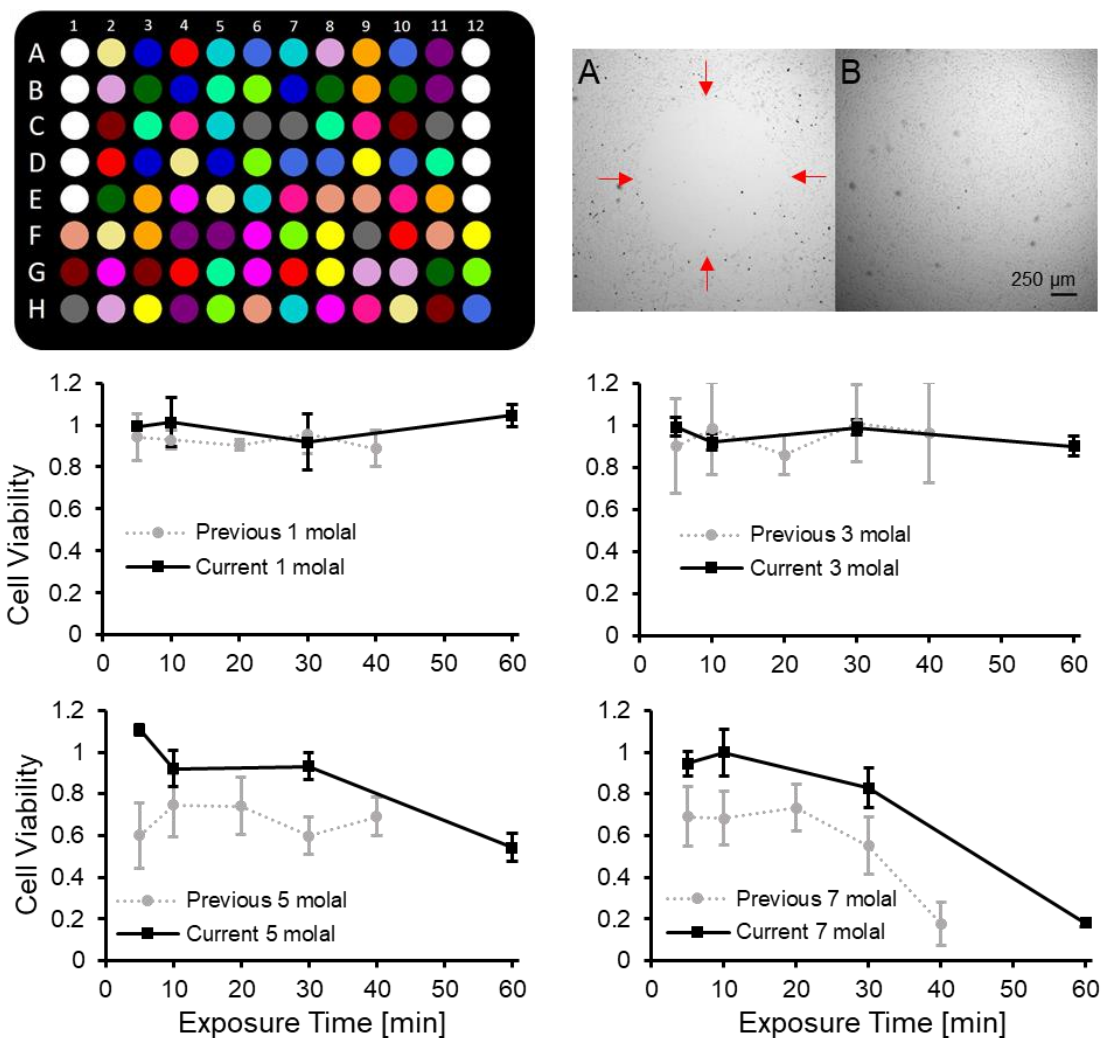 1 2 3 4 5 6 7 8 9 10 11 12
A
B
C
D
E
F
G
H
A
B
250 µm
Cell Viability
1.2
1
0.8
0.6
0.4
0.2
0
Previous 1 molal
Current 1 molal
0 10 20 30 40 50 60
1.2
1
0.8
0.6
0.4
0.2
0
Previous 3 molal
Current 3 molal
0 10 20 30 40 50 60
Cell Viability
1.2
1
0.8
0.6
0.4
0.2
0
Previous 5 molal
Current 5 molal
0 10 20 30 40 50 60
Exposure Time [min]
1.2
1
0.8
0.6
0.4
0.2
0
Previous 7 molal
Current 7 molal
0 10 20 30 40 50 60
Exposure Time [min]